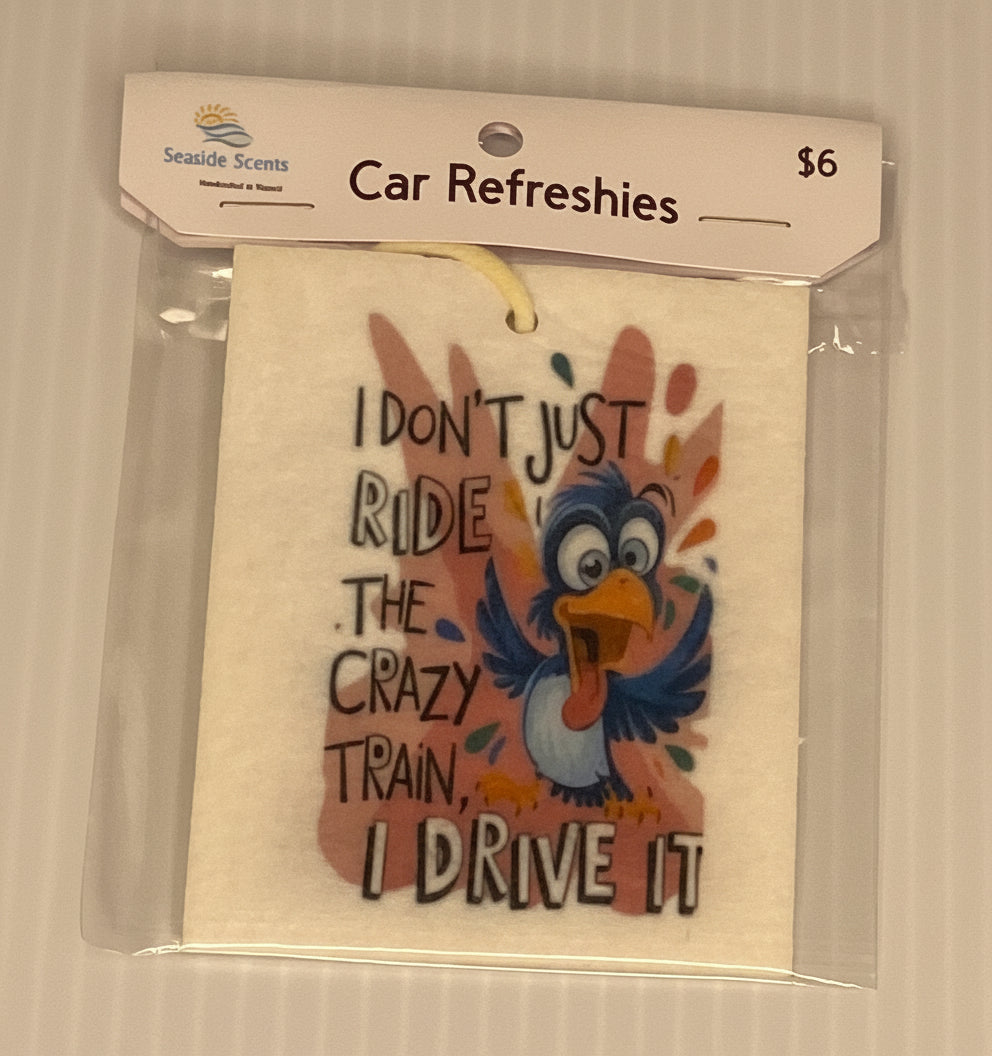 Seaside Scents
$6
Car Refreshies
I DON'T JUST
RIDE
THE
CRAZY
TRAiN,
I DRIVE IT